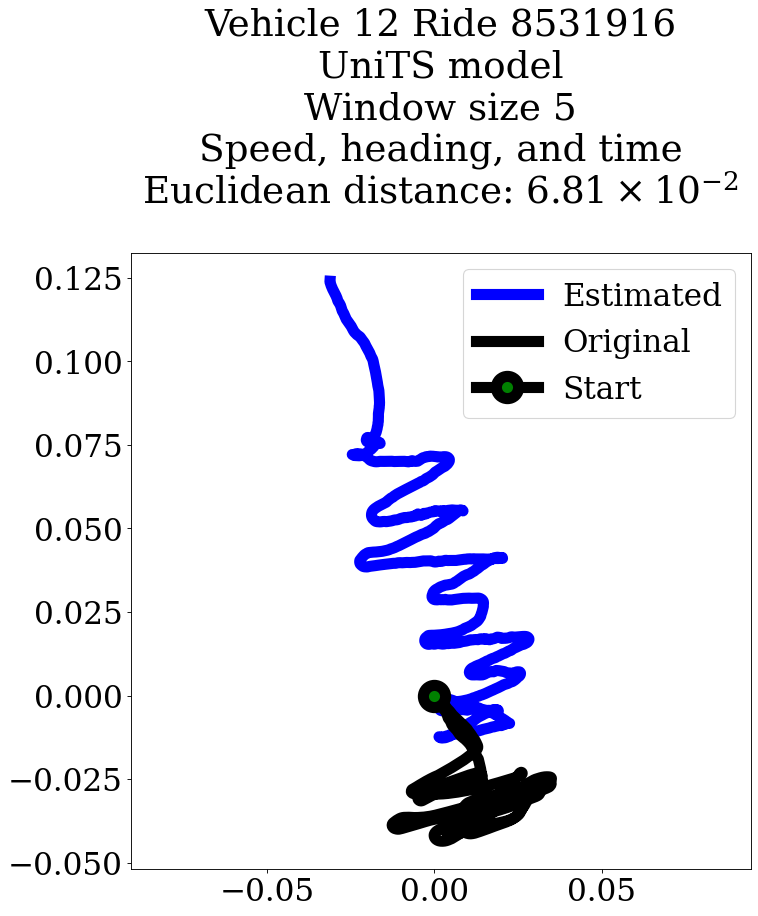 Vehicle 12 Ride 8531916
UniTS model
Window size 5
Speed, heading, and time
Euclidean distance: 6.81 × 10⁻²
Estimated
Original
Start
0.125
0.100
0.075
0.050
0.025
0.000
−0.025
−0.050
−0.05 0.00 0.05